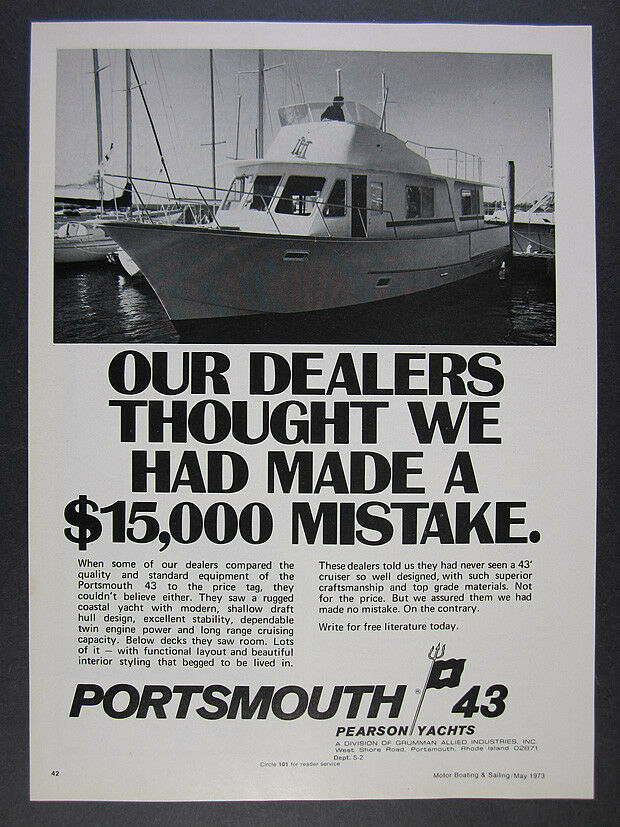 OUR DEALERS
THOUGHT WE
HAD MADE A
$15,000 MISTAKE.
When some of our dealers compared the
quality and standard equipment of the
Portsmouth 43 to the price tag, they
couldn't believe either. They saw a rugged
coastal yacht with modern, shallow draft
hull design, excellent stability, dependable
twin engine power and long range cruising
capacity. Below decks they saw room. Lots
of it — with functional layout and beautiful
interior styling that begged to be lived in.
These dealers told us they had never seen a 43'
cruiser so well designed, with such superior
craftsmanship and top grade materials. Not
for the price. But we assured them we had
made no mistake. On the contrary.
Write for free literature today.
PORTSMOUTH ® 43
PEARSON YACHTS
A DIVISION OF GRUMMAN ALLIED INDUSTRIES, INC.
West Shore Road, Portsmouth, Rhode Island 02871
Dept. S-2
Circle 101 for reader service
42
Motor Boating & Sailing/May 1973